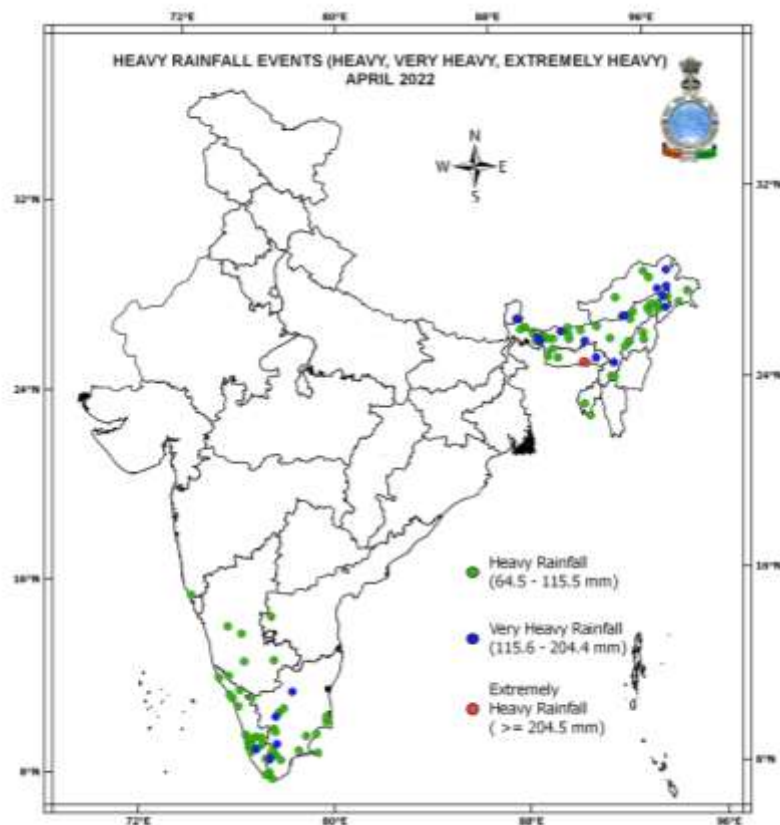 72°E 80°E 88°E 96°E
HEAVY RAINFALL EVENTS (HEAVY, VERY HEAVY, EXTREMELY HEAVY)
APRIL 2022
N
W E
S
32°N 32°N
24°N 24°N
16°N 16°N
8°N 8°N
Heavy Rainfall
(64.5 - 115.5 mm)
Very Heavy Rainfall
(115.6 - 204.4 mm)
Extremely
Heavy Rainfall
( >= 204.5 mm)
72°E 80°E 88°E 96°E